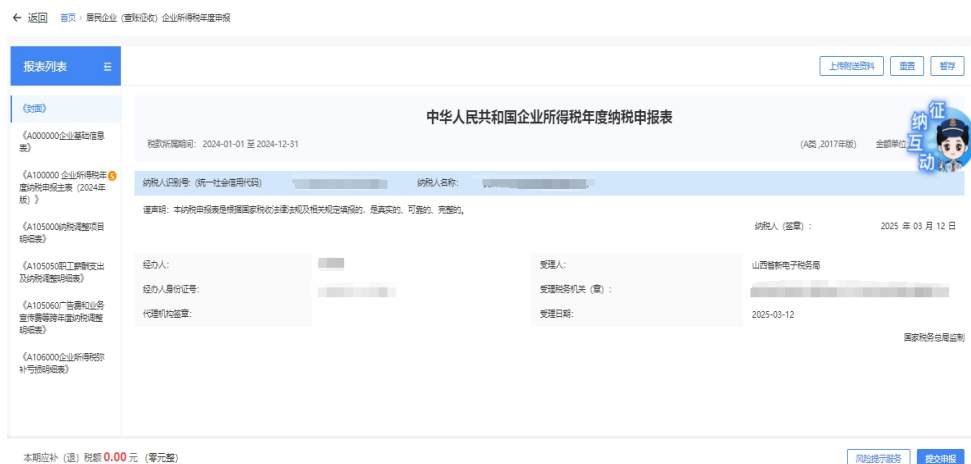 返回 首页 › 居民企业（查账征收）企业所得税年度申报
报表列表
上传附送资料 重置 暂存
《封面》
《A000000企业基础信息
表》
《A100000 企业所得税年
度纳税申报主表（2024年
版）》
5
《A105000纳税调整项目
明细表》
《A105050职工薪酬支出
及纳税调整明细表》
《A105060广告费和业务
宣传费等跨年度纳税调整
明细表》
《A106000企业所得税弥
补亏损明细表》
中华人民共和国企业所得税年度纳税申报表
税款所属期间： 2024-01-01 至 2024-12-31
(A类 ,2017年版) 金额单位
征
纳
互
动
纳税人识别号:（统一社会信用代码） 纳税人名称：
谨声明：本纳税申报表是根据国家税收法律法规及相关规定填报的，是真实的、可靠的、完整的。
纳税人（签章）： 2025 年 03 月 12 日
经办人： 受理人： 山西省新电子税务局
经办人身份证号： 受理税务机关（章）：
代理机构签章： 受理日期： 2025-03-12
国家税务总局监制
本期应补（退）税额 0.00 元 （零元整）
风险提示服务 提交申报